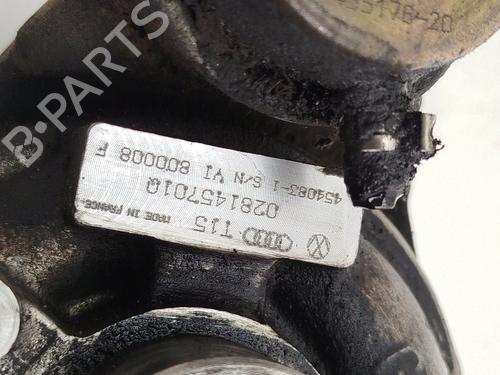 454083-1 S/N VI 800008 F
028145701Q
T15
MADE IN FRANCE
B-PARTS